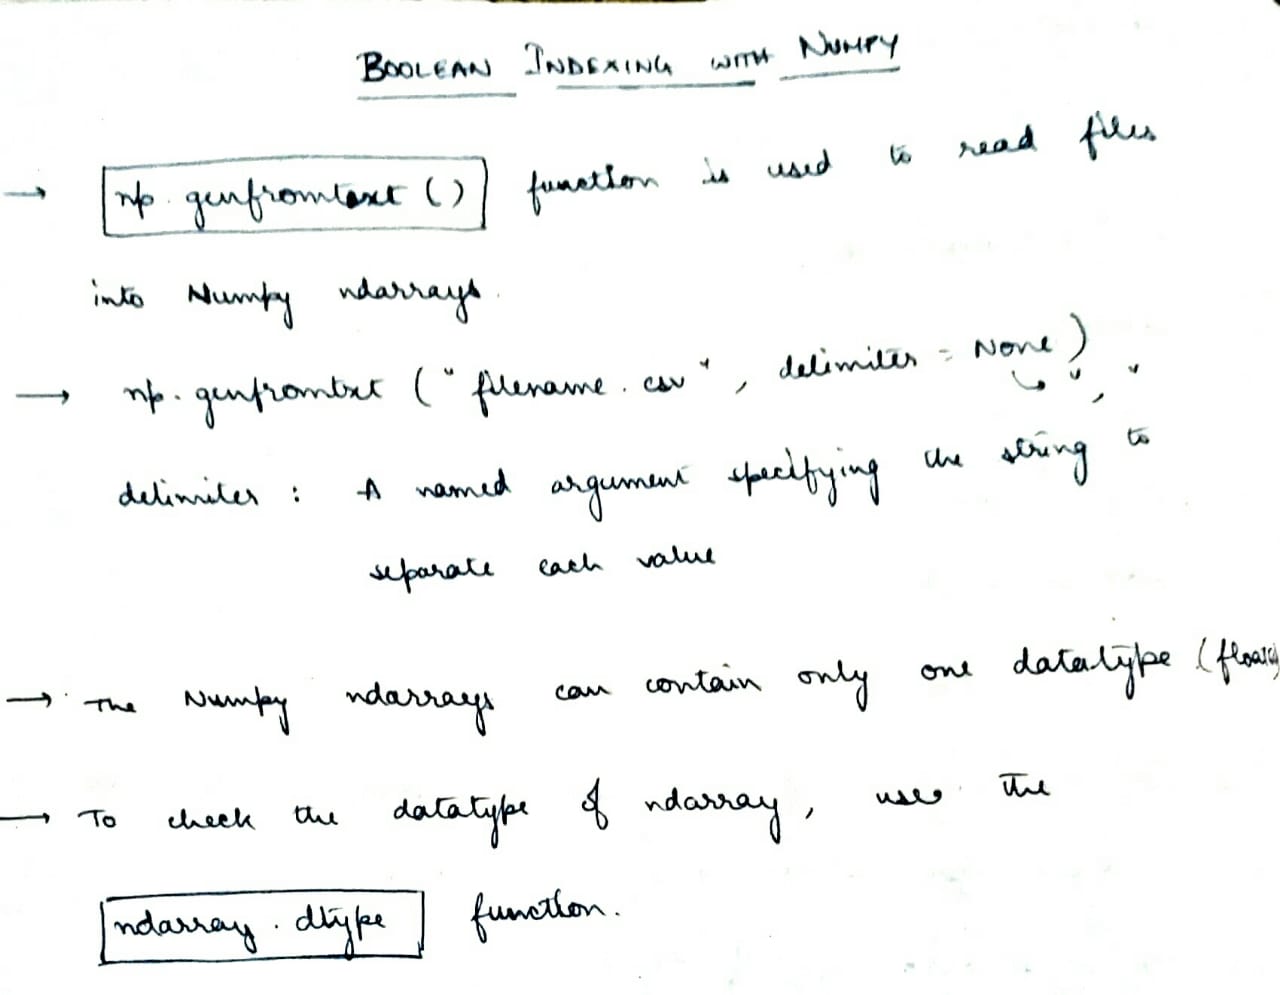 BOOLEAN INDEXING WITH NUMPY
→ np.genfromtext() function is used to read files
into Numpy ndarrays.
→ np.genfromtxt ("filename.csv", delimiter = None)
↳ ","
delimiter : A named argument specifying the string to
separate each value
→ The Numpy ndarrays can contain only one datatype (float)
→ To check the datatype of ndarray, use the
ndarray.dtype function.